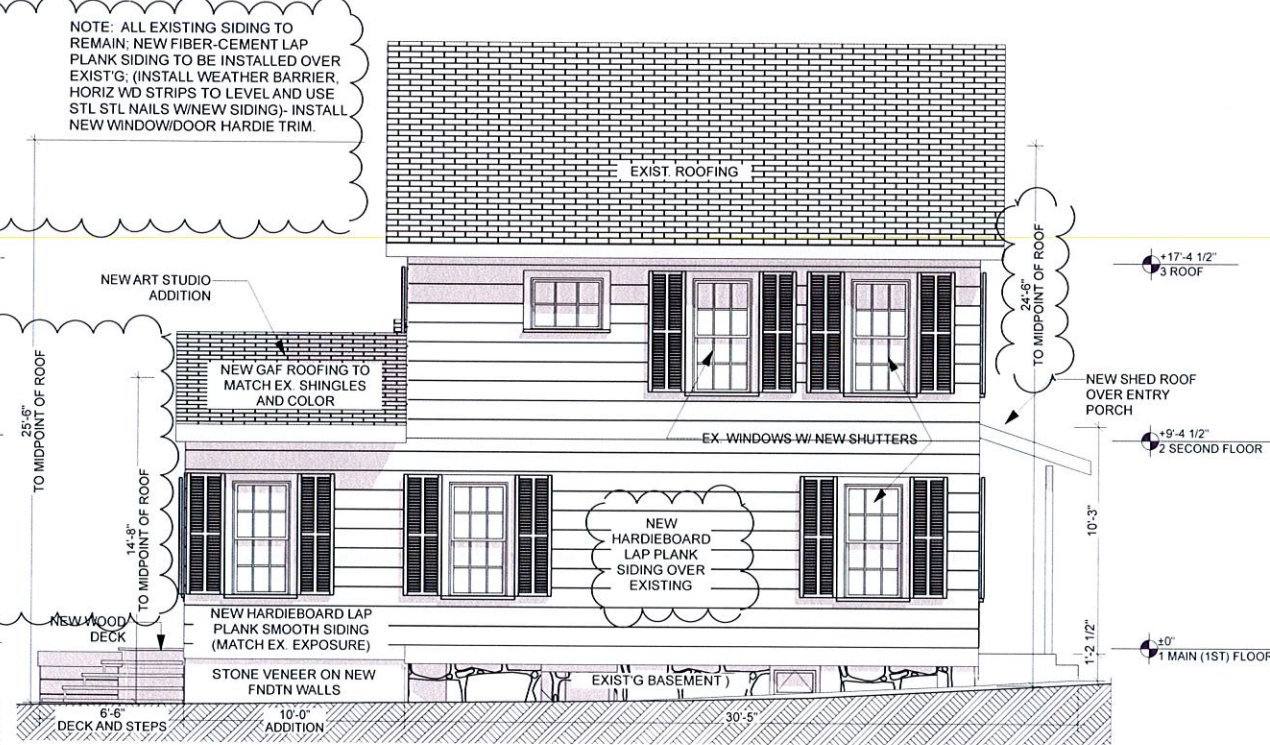 NOTE: ALL EXISTING SIDING TO
REMAIN; NEW FIBER-CEMENT LAP
PLANK SIDING TO BE INSTALLED OVER
EXIST'G; (INSTALL WEATHER BARRIER,
HORIZ WD STRIPS TO LEVEL AND USE
STL STL NAILS W/NEW SIDING)- INSTALL
NEW WINDOW/DOOR HARDIE TRIM.
EXIST. ROOFING
+17'-4 1/2"
3 ROOF
24'-6"
TO MIDPOINT OF ROOF
NEW ART STUDIO
ADDITION
NEW GAF ROOFING TO
MATCH EX. SHINGLES
AND COLOR
NEW SHED ROOF
OVER ENTRY
PORCH
25'-6"
TO MIDPOINT OF ROOF
EX. WINDOWS W/ NEW SHUTTERS
+9'-4 1/2"
2 SECOND FLOOR
14'-8"
TO MIDPOINT OF ROOF
NEW
HARDIEBOARD
LAP PLANK
SIDING OVER
EXISTING
10'-3"
NEW WOOD
DECK
NEW HARDIEBOARD LAP
PLANK SMOOTH SIDING
(MATCH EX. EXPOSURE)
1'-2 1/2"
±0"
1 MAIN (1ST) FLOOR
STONE VENEER ON NEW
FNDTN WALLS
EXIST'G BASEMENT )
6'-6"
DECK AND STEPS
10'-0"
ADDITION
30'-5"